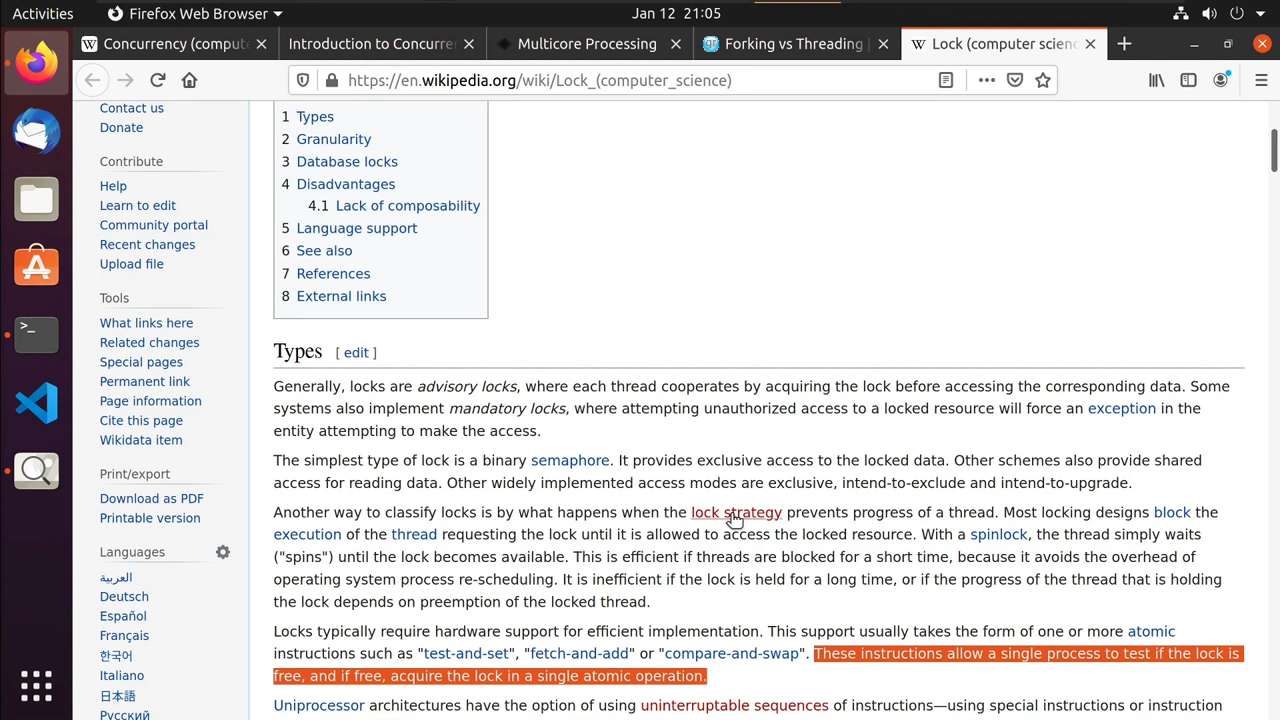 Activities
Firefox Web Browser
Jan 12 21:05
Concurrency (compute
Introduction to Concurre
Multicore Processing
Forking vs Threading |
Lock (computer scienc
https://en.wikipedia.org/wiki/Lock_(computer_science)
Contact us
Donate
Contribute
Help
Learn to edit
Community portal
Recent changes
Upload file
Tools
What links here
Related changes
Special pages
Permanent link
Page information
Cite this page
Wikidata item
Print/export
Download as PDF
Printable version
Languages
العربية
Deutsch
Español
Français
한국어
Italiano
日本語
Русский
1 Types
2 Granularity
3 Database locks
4 Disadvantages
4.1 Lack of composability
5 Language support
6 See also
7 References
8 External links
Types [ edit ]
Generally, locks are advisory locks, where each thread cooperates by acquiring the lock before accessing the corresponding data. Some
systems also implement mandatory locks, where attempting unauthorized access to a locked resource will force an exception in the
entity attempting to make the access.
The simplest type of lock is a binary semaphore. It provides exclusive access to the locked data. Other schemes also provide shared
access for reading data. Other widely implemented access modes are exclusive, intend-to-exclude and intend-to-upgrade.
Another way to classify locks is by what happens when the lock strategy prevents progress of a thread. Most locking designs block the
execution of the thread requesting the lock until it is allowed to access the locked resource. With a spinlock, the thread simply waits
("spins") until the lock becomes available. This is efficient if threads are blocked for a short time, because it avoids the overhead of
operating system process re-scheduling. It is inefficient if the lock is held for a long time, or if the progress of the thread that is holding
the lock depends on preemption of the locked thread.
Locks typically require hardware support for efficient implementation. This support usually takes the form of one or more atomic
instructions such as "test-and-set", "fetch-and-add" or "compare-and-swap". These instructions allow a single process to test if the lock is
free, and if free, acquire the lock in a single atomic operation.
Uniprocessor architectures have the option of using uninterruptable sequences of instructions—using special instructions or instruction